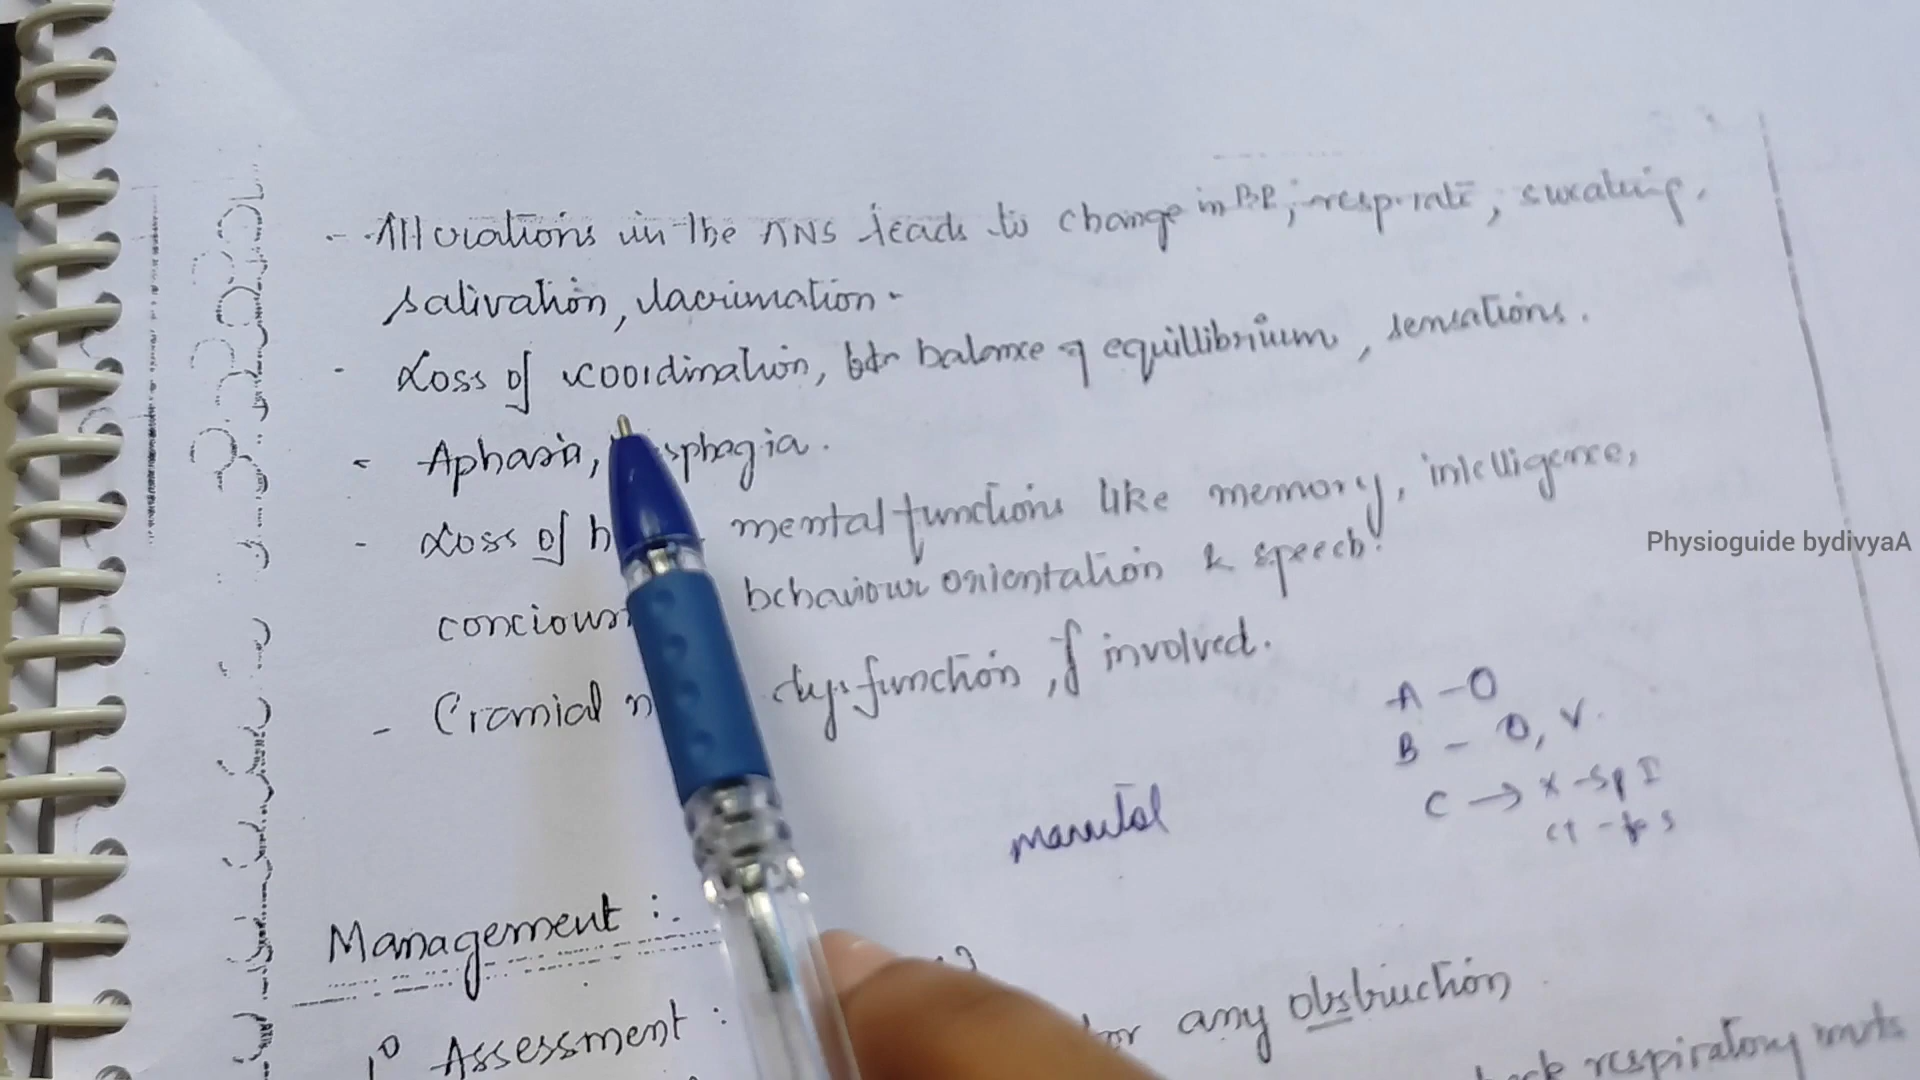 - Alterations in the ANS leads to change in BP, resp. rate, sweating,
salivation, lacrimation.
- Loss of coordination, balance & equillibrium, sensations.
- Aphasia, sphagia.
- Loss of h mental functions like memory, intelligence,
behaviour orientation & speech.
- Cranial n dysfunction, if involved.
A - O
B - O, V.
C → x - Sp I
mannitol
Physioguide bydivyaA
Management :
1° Assessment :
for any obstruction
respiratory